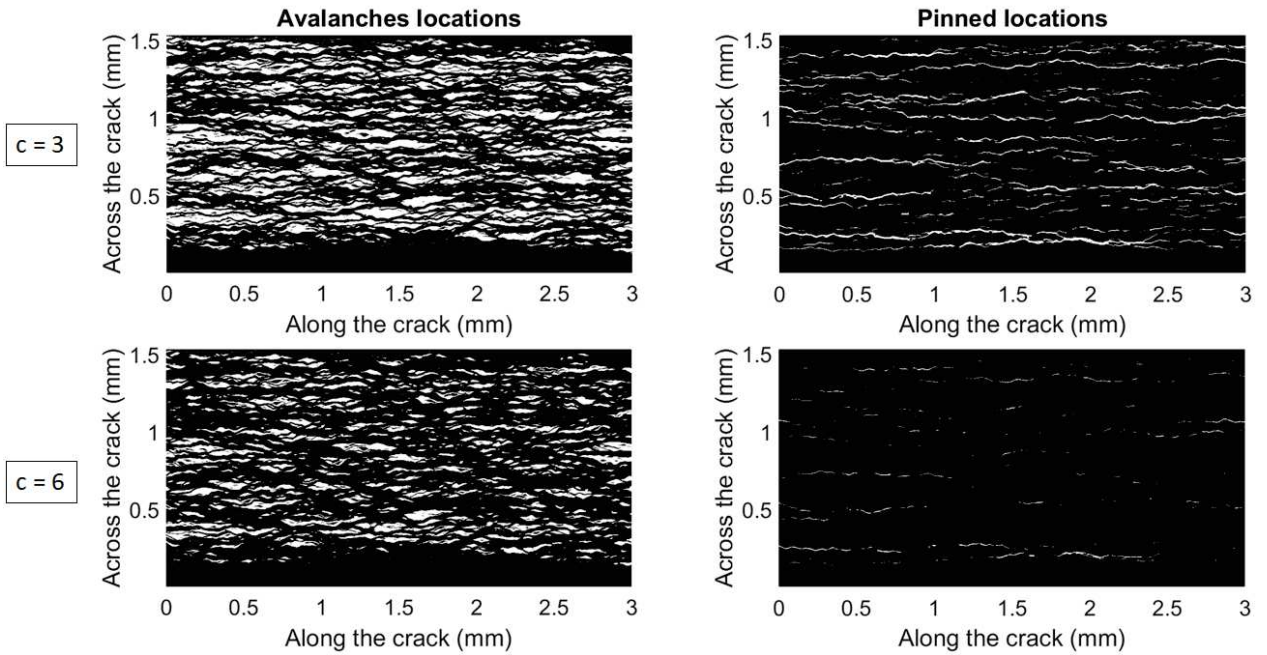 Avalanches locations
Pinned locations
c = 3
Across the crack (mm)
1.5
1
0.5
0 0.5 1 1.5 2 2.5 3
Along the crack (mm)
Across the crack (mm)
1.5
1
0.5
0 0.5 1 1.5 2 2.5 3
Along the crack (mm)
c = 6
Across the crack (mm)
1.5
1
0.5
0 0.5 1 1.5 2 2.5 3
Along the crack (mm)
Across the crack (mm)
1.5
1
0.5
0 0.5 1 1.5 2 2.5 3
Along the crack (mm)